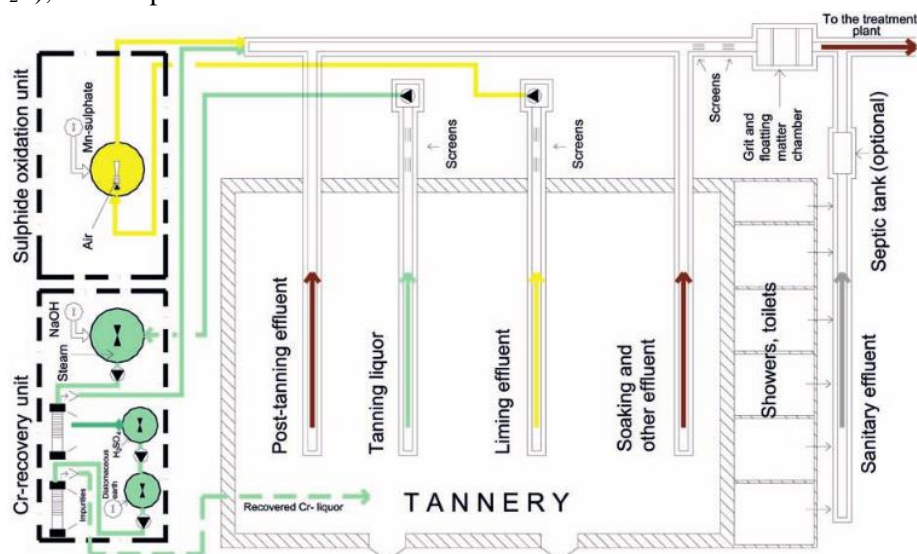 To the treatment
plant
Sulphide oxidation unit
Mn-sulphate
Air
Screens
Screens
Screens
Grit and
floatting
matter
chamber
Septic tank (optional)
Cr-recovery unit
NaOH
Steam
H₂SO₄
Diatomaceous
earth
Impurities
Post-tanning effluent
Tanning liquor
Liming effluent
Soaking and
other effluent
Showers, toilets
Sanitary effluent
Recovered Cr- liquor
TANNERY